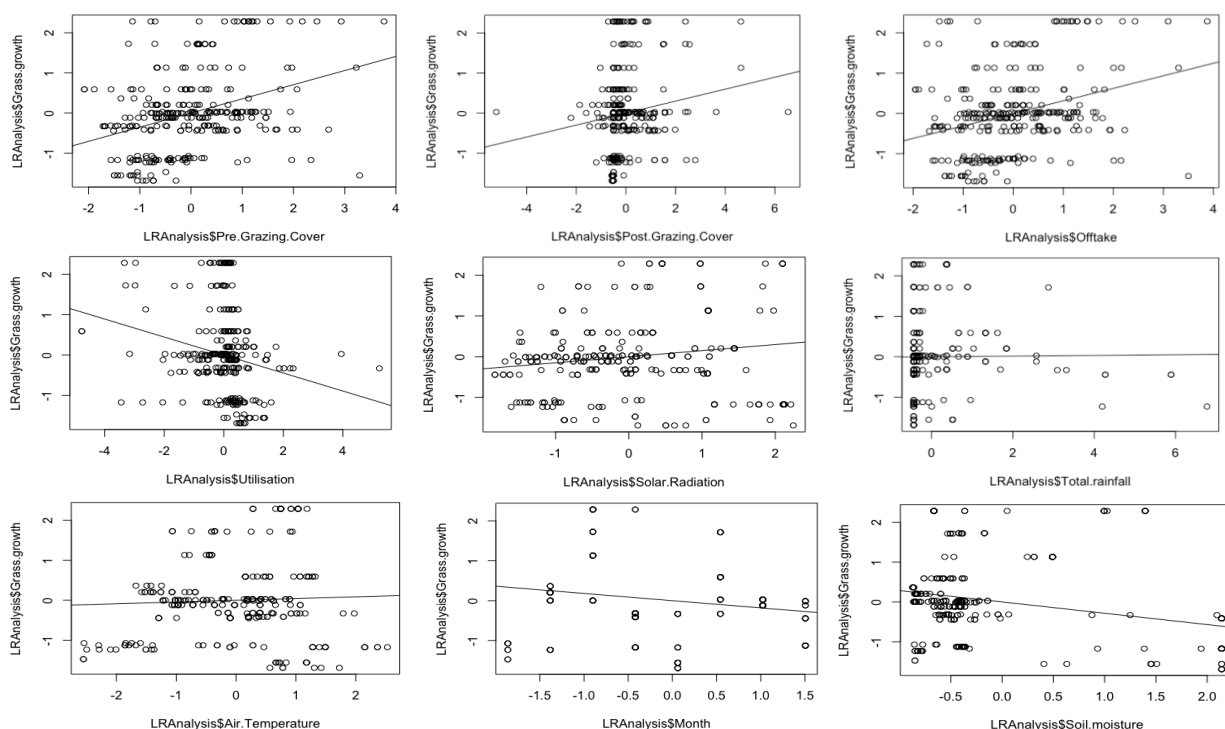 LRAnalysis$Grass.growth
2
1
0
-1
-2 -1 0 1 2 3 4
LRAnalysis$Pre.Grazing.Cover
LRAnalysis$Grass.growth
2
1
0
-1
-4 -2 0 2 4 6
LRAnalysis$Post.Grazing.Cover
LRAnalysis$Grass.growth
2
1
0
-1
-2 -1 0 1 2 3 4
LRAnalysis$Offtake
LRAnalysis$Grass.growth
2
1
0
-1
-4 -2 0 2 4
LRAnalysis$Utilisation
LRAnalysis$Grass.growth
2
1
0
-1
-1 0 1 2
LRAnalysis$Solar.Radiation
LRAnalysis$Grass.growth
2
1
0
-1
0 2 4 6
LRAnalysis$Total.rainfall
LRAnalysis$Grass.growth
2
1
0
-1
-2 -1 0 1 2
LRAnalysis$Air.Temperature
LRAnalysis$Grass.growth
2
1
0
-1
-1.5 -1.0 -0.5 0.0 0.5 1.0 1.5
LRAnalysis$Month
LRAnalysis$Grass.growth
2
1
0
-1
-0.5 0.0 0.5 1.0 1.5 2.0
LRAnalysis$Soil.moisture